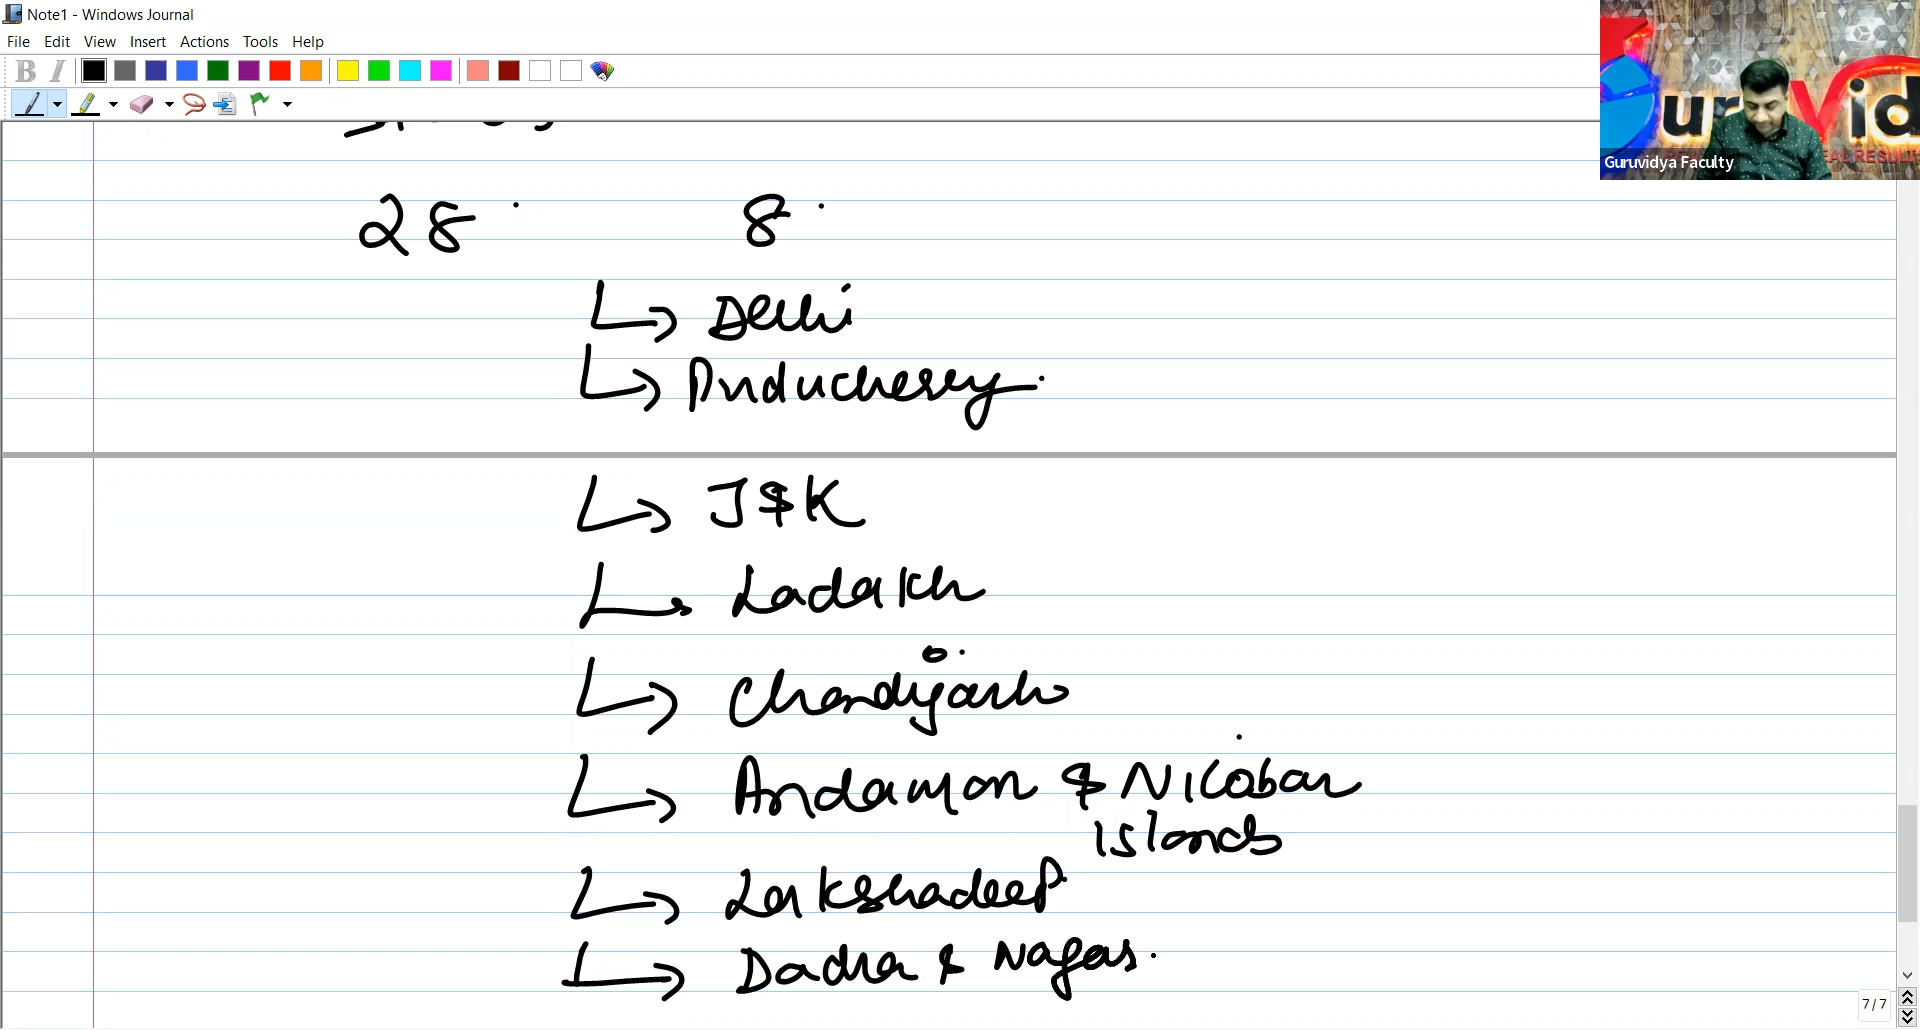 Note1 - Windows Journal
File Edit View Insert Actions Tools Help
B I
Guruvidya Faculty
28 8
Delhi
Puducherry
J & K
Ladakh
Chandigarh
Andaman & Nicobar
Islands
Lakshadeep
Dadra & Nagar
7 / 7